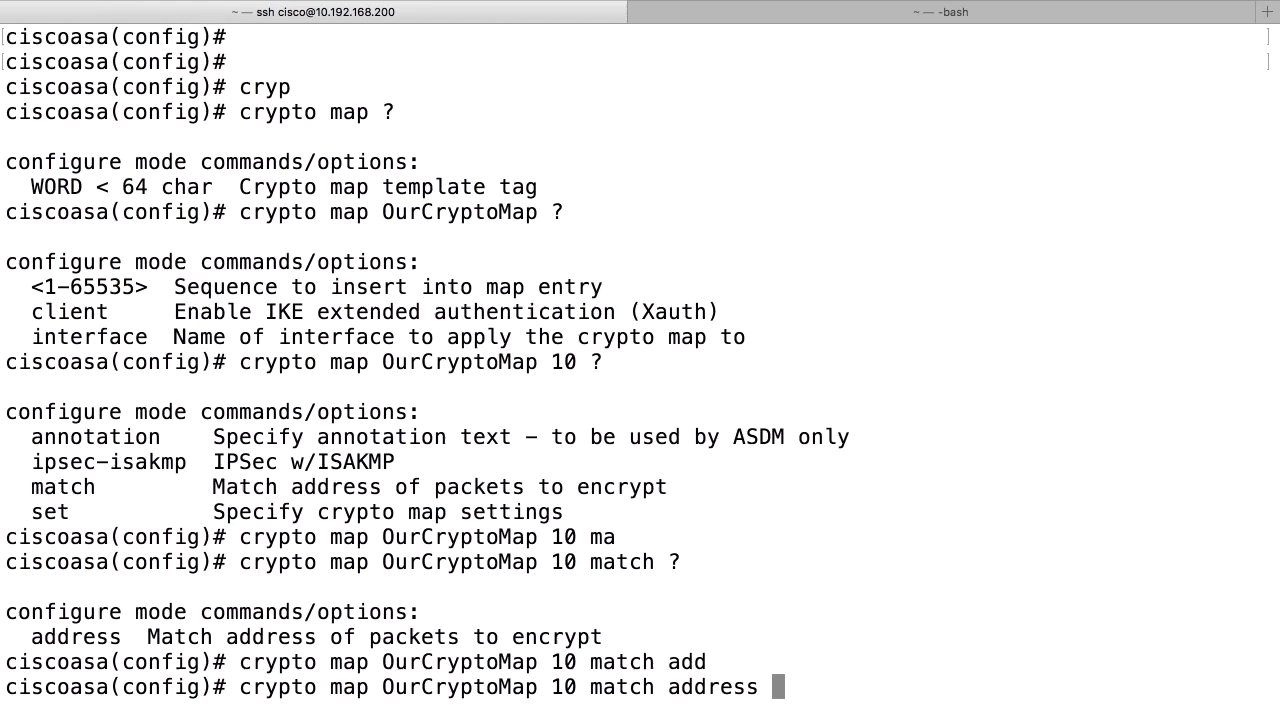 ~ — ssh cisco@10.192.168.200
~ — -bash
+
[ciscoasa(config)# ]
[ciscoasa(config)# ]
ciscoasa(config)# cryp
ciscoasa(config)# crypto map ?
configure mode commands/options:
WORD < 64 char  Crypto map template tag
ciscoasa(config)# crypto map OurCryptoMap ?
configure mode commands/options:
<1-65535>  Sequence to insert into map entry
client     Enable IKE extended authentication (Xauth)
interface  Name of interface to apply the crypto map to
ciscoasa(config)# crypto map OurCryptoMap 10 ?
configure mode commands/options:
annotation    Specify annotation text - to be used by ASDM only
ipsec-isakmp  IPSec w/ISAKMP
match         Match address of packets to encrypt
set           Specify crypto map settings
ciscoasa(config)# crypto map OurCryptoMap 10 ma
ciscoasa(config)# crypto map OurCryptoMap 10 match ?
configure mode commands/options:
address  Match address of packets to encrypt
ciscoasa(config)# crypto map OurCryptoMap 10 match add
ciscoasa(config)# crypto map OurCryptoMap 10 match address